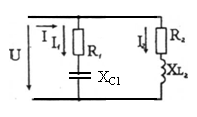 U
I
I₁
R₁
X_C1
I₂
R₂
X_L₂